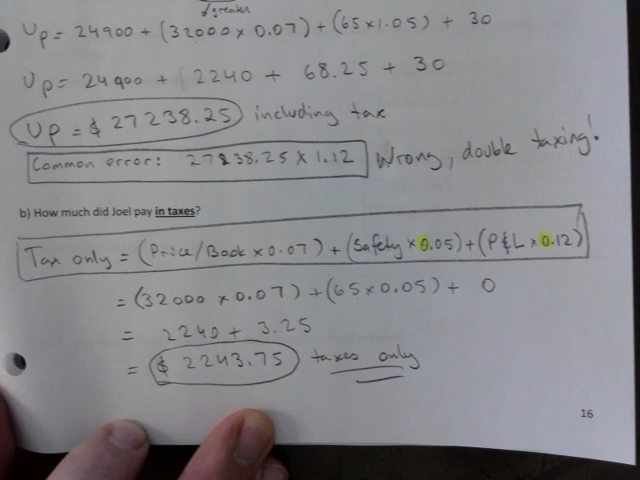 greater
Up = 24900 + (32000 x 0.07) + (65x1.05) + 30
Up = 24900 + 2240 + 68.25 + 30
Up = $ 27238.25 including tax
Common error: 27238.25 x 1.12 Wrong, double taxing!
b) How much did Joel pay in taxes?
Tax only = (Price/Book x 0.07) + (Safety x 0.05) + (P&L x 0.12)
= (32000 x 0.07) + (65 x 0.05) + 0
= 2240 + 3.25
= $ 2243.75 taxes only
16